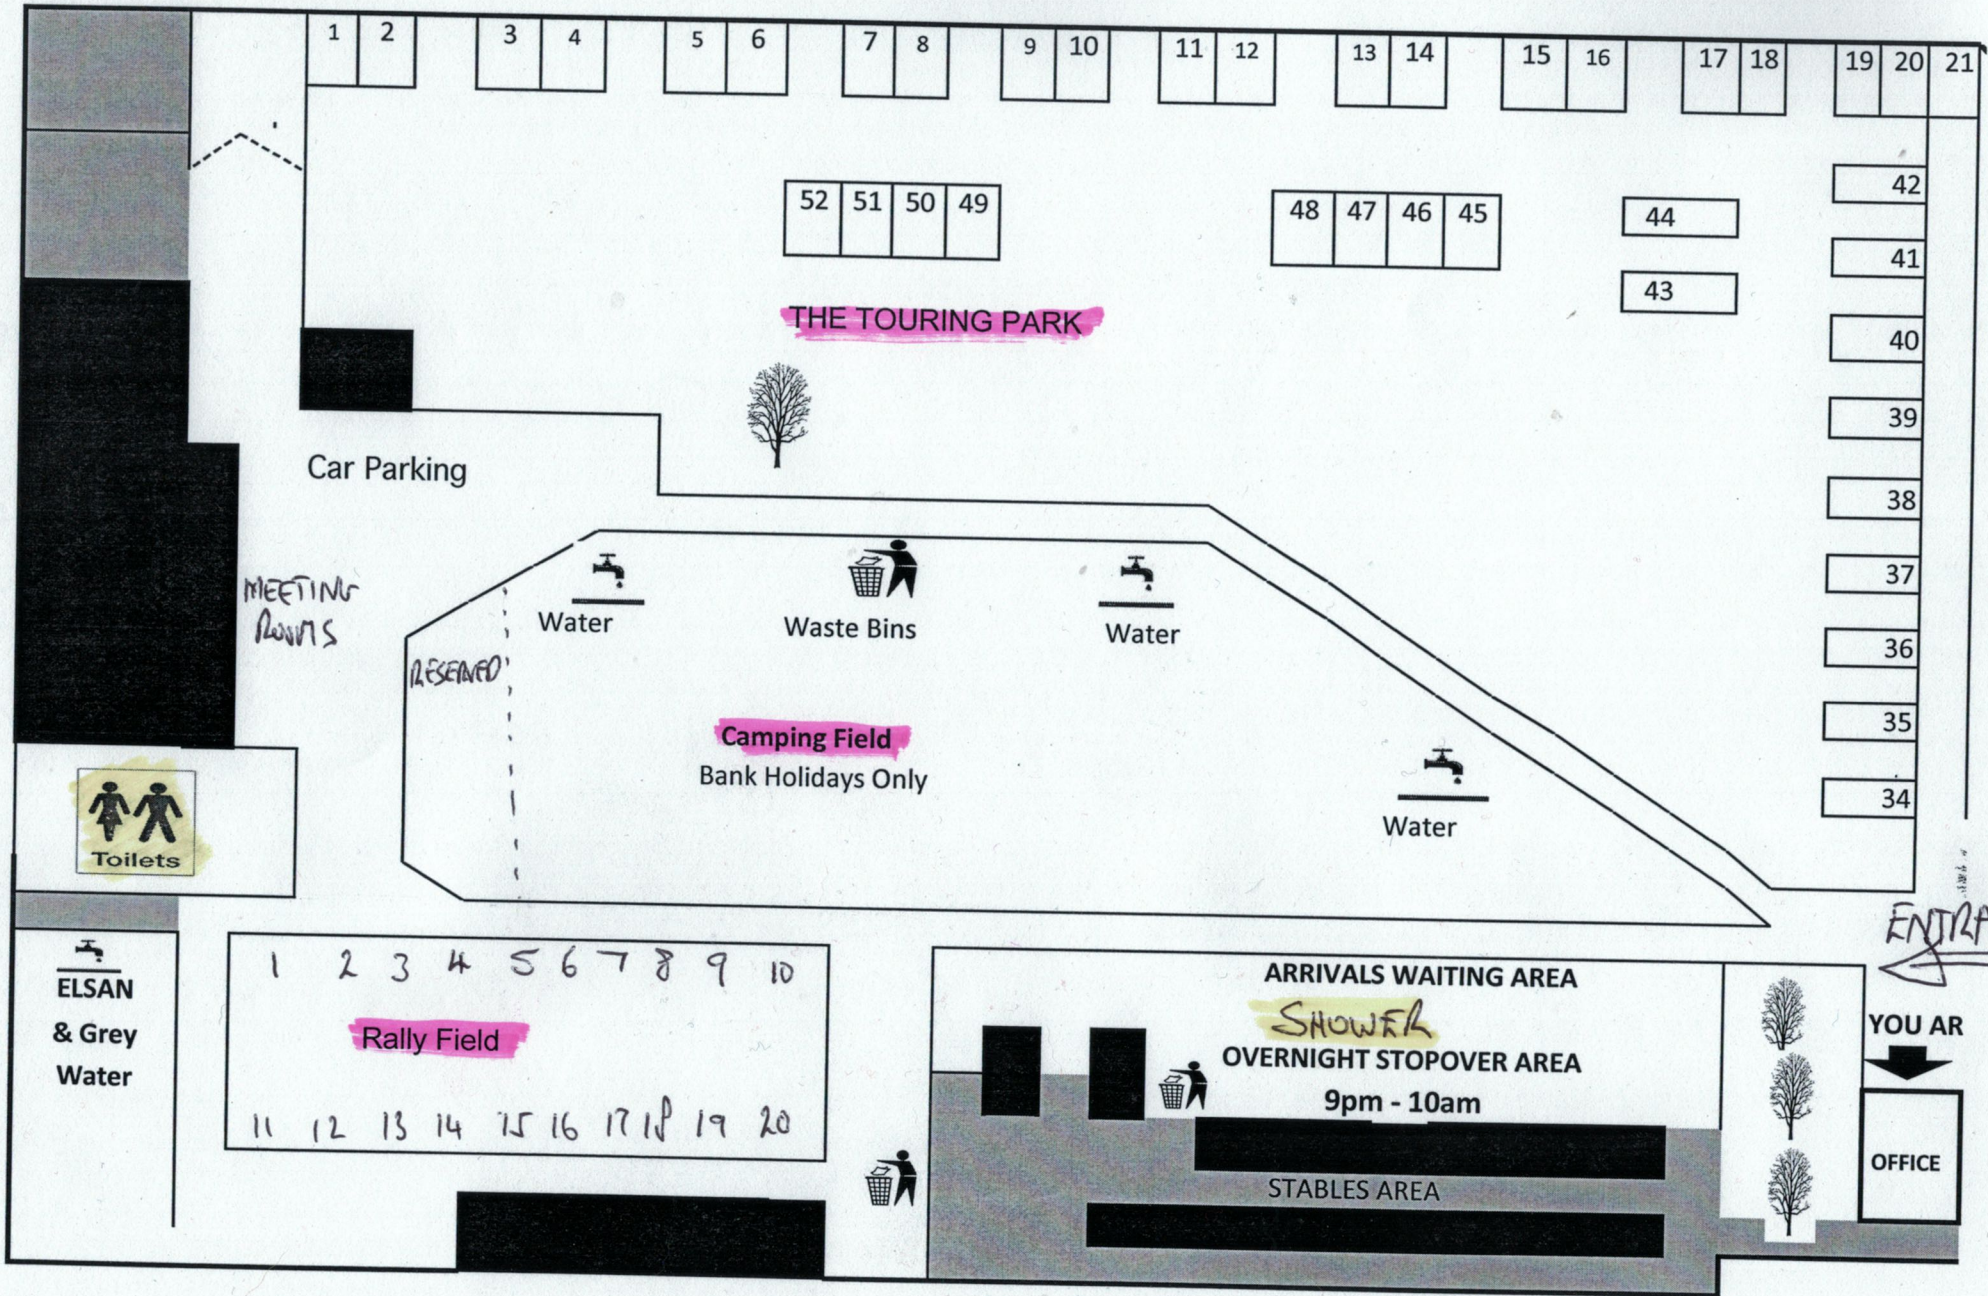 1 2 3 4 5 6 7 8 9 10 11 12 13 14 15 16 17 18 19 20 21
52 51 50 49
48 47 46 45
44
43
42
41
40
39
38
37
36
35
34
THE TOURING PARK
Car Parking
MEETING
ROOMS
RESERVED
Water
Waste Bins
Water
Camping Field
Bank Holidays Only
Water
Toilets
ELSAN
& Grey
Water
1 2 3 4 5 6 7 8 9 10
Rally Field
11 12 13 14 15 16 17 18 19 20
ARRIVALS WAITING AREA
SHOWER
OVERNIGHT STOPOVER AREA
9pm - 10am
STABLES AREA
ENTRA
YOU AR
OFFICE